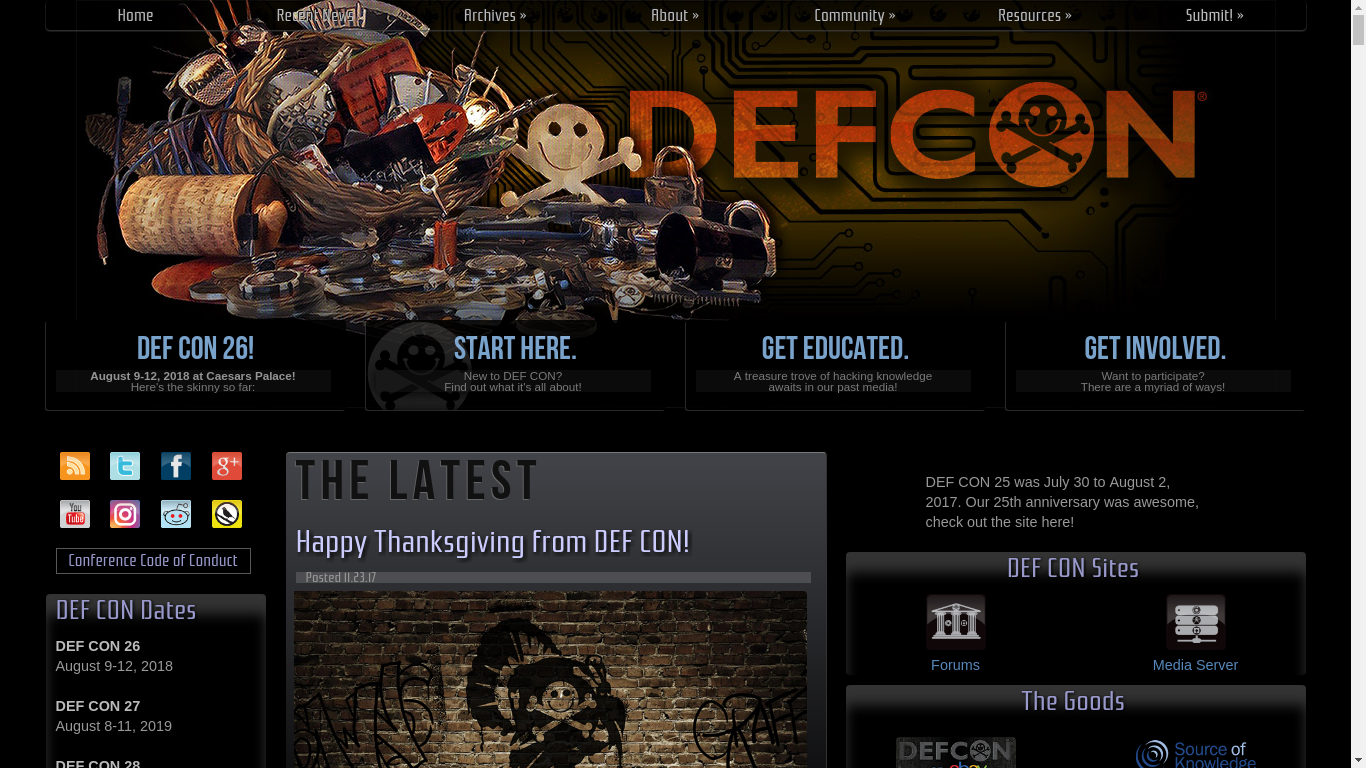 Home
Recent News
Archives »
About »
Community »
Resources »
Submit! »
DEFCON®
DEF CON 26!
August 9-12, 2018 at Caesars Palace!
Here's the skinny so far:
START HERE.
New to DEF CON?
Find out what it's all about!
GET EDUCATED.
A treasure trove of hacking knowledge
awaits in our past media!
GET INVOLVED.
Want to participate?
There are a myriad of ways!
g+
You
Tube
Conference Code of Conduct
DEF CON Dates
DEF CON 26
August 9-12, 2018
DEF CON 27
August 8-11, 2019
DEF CON 28
THE LATEST
Happy Thanksgiving from DEF CON!
Posted 11.23.17
DEF CON 25 was July 30 to August 2,
2017. Our 25th anniversary was awesome,
check out the site here!
DEF CON Sites
Forums
Media Server
The Goods
DEFCON
ebay
Source of
Knowledge